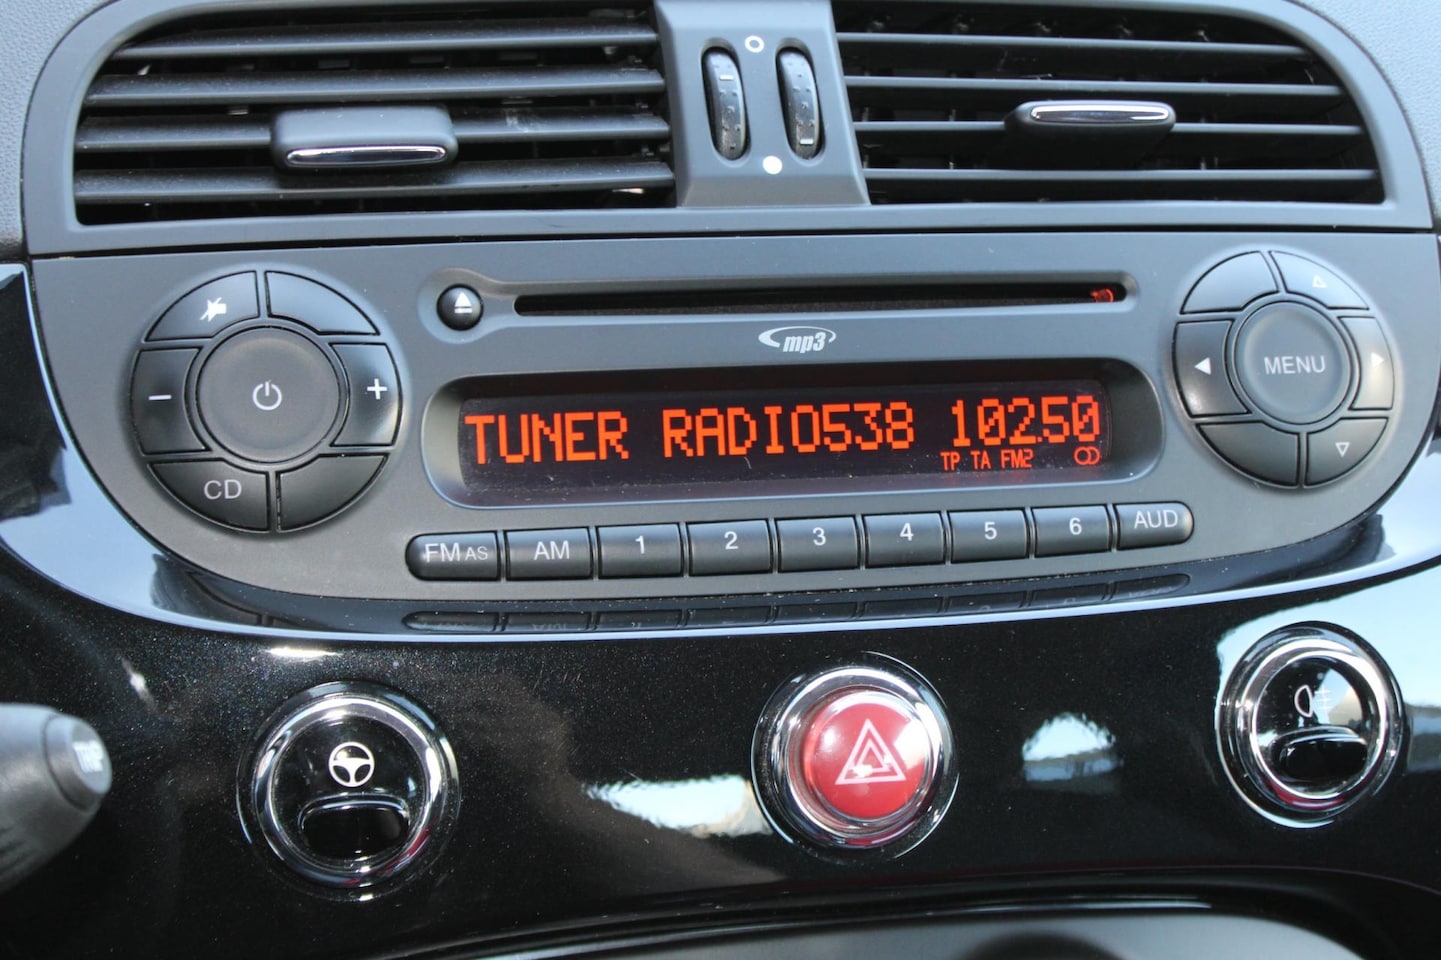 mp3
TUNER RADIO538 102.50
TP TA FM2
MENU
CD
FM AS AM 1 2 3 4 5 6 AUD